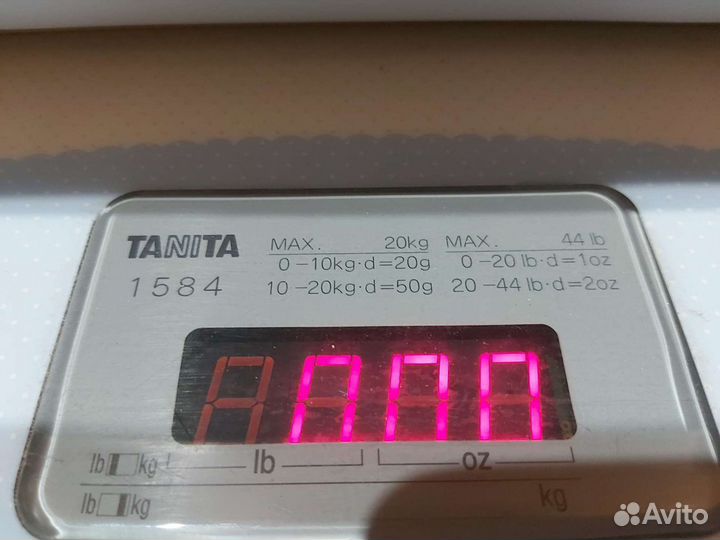 TANITA
1584
MAX. 20kg
0-10kg·d=20g
10-20kg·d=50g
MAX. 44 lb
0-20 lb·d=1oz
20-44 lb·d=2oz
lb kg
lb oz
lb kg
kg
Avito